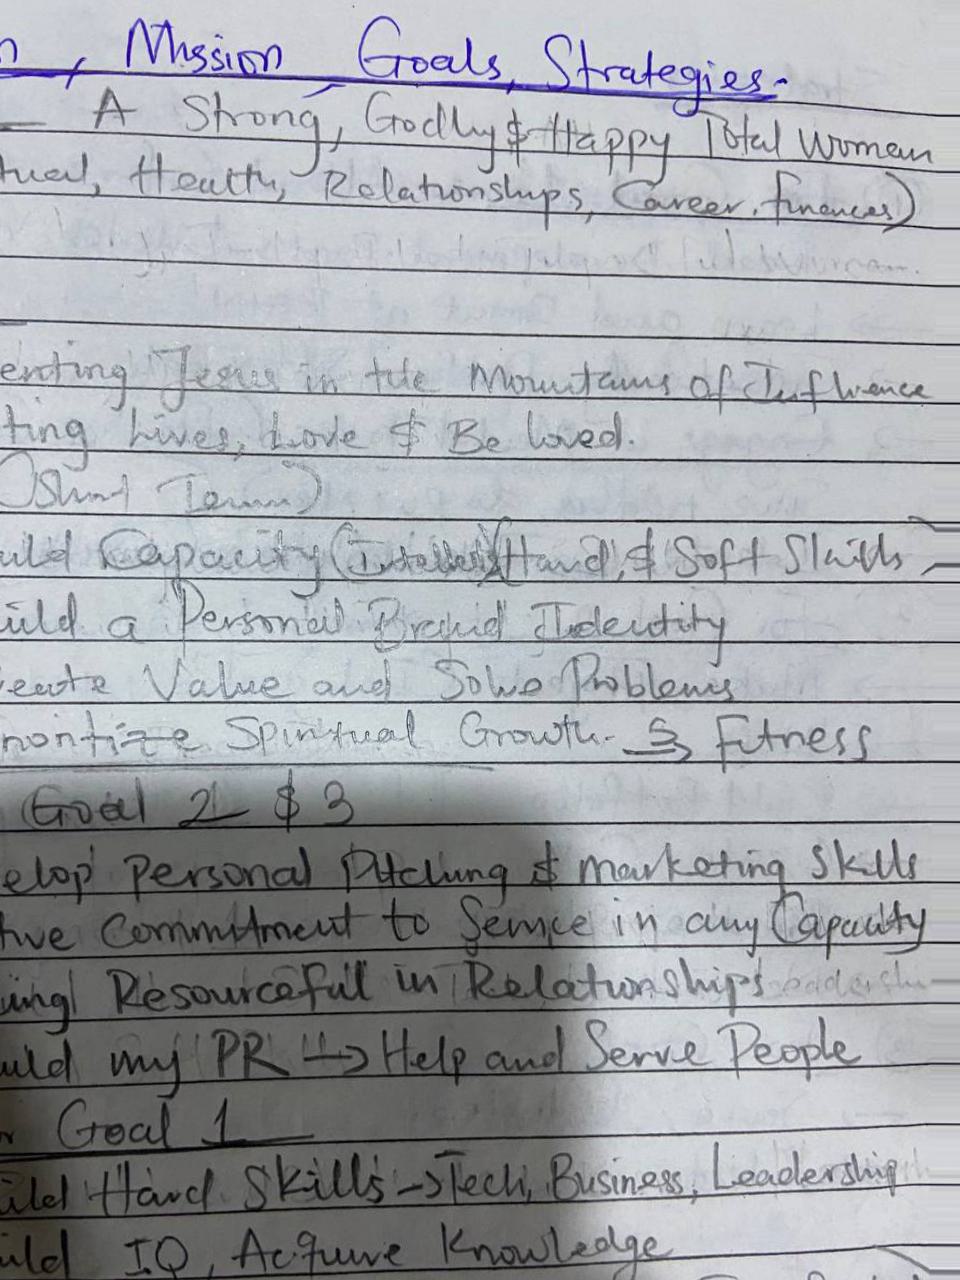 n, Mission Goals, Strategies:-
A Strong, Godly & Happy Total Woman
tual, Health, Relationships, Career, finances)
enting Jesus in the Mountains of Influence
ting Lives, Love & Be loved.
(Short Term)
uild Capacity (Hard, & Soft Skills
uild a Personal Brand Identity
reate Value and Solve Problems
rioritize Spiritual Growth & Fitness
Goal 2 & 3
elop Personal Pitching & Marketing Skills
Commitment to Service in any Capacity
ing Resourceful in Relationships
uild my PR → Help and Serve People
r Goal 1
uild Hard Skills → Tech, Business, Leadership
uild IQ, Acquire Knowledge